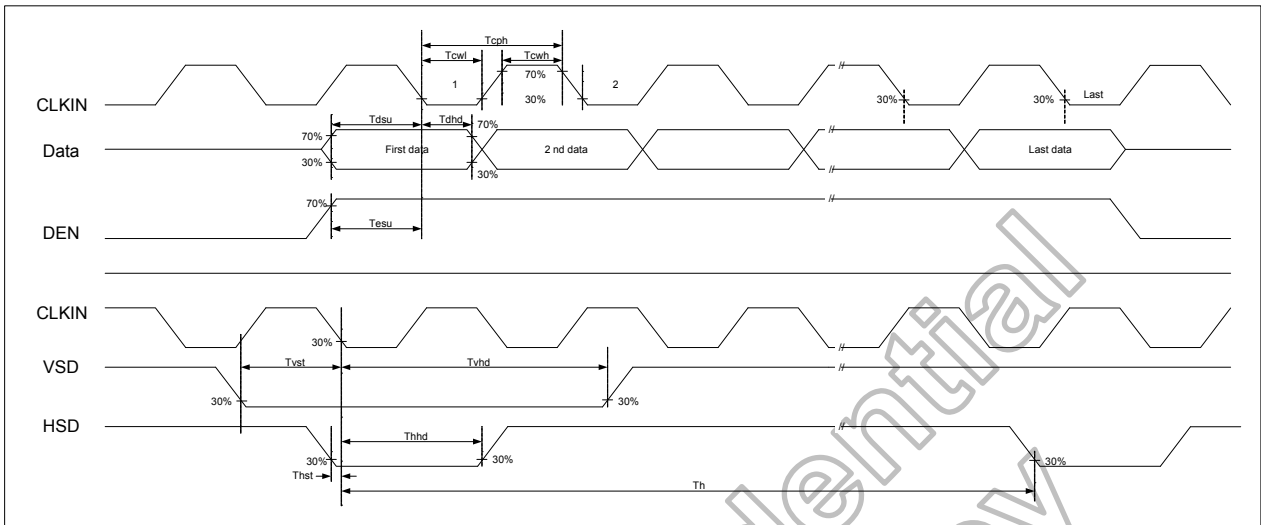 Tcph
Tcwl Tcwh
1 70% 2 Last
CLKIN 30% 30% 30%
Tdsu Tdhd
70% 70%
Data First data 2 nd data Last data
30% 30%
70%
DEN Tesu
CLKIN
30%
VSD Tvst Tvhd
30% 30%
HSD
Thhd
30% 30% 30%
Thst
Th